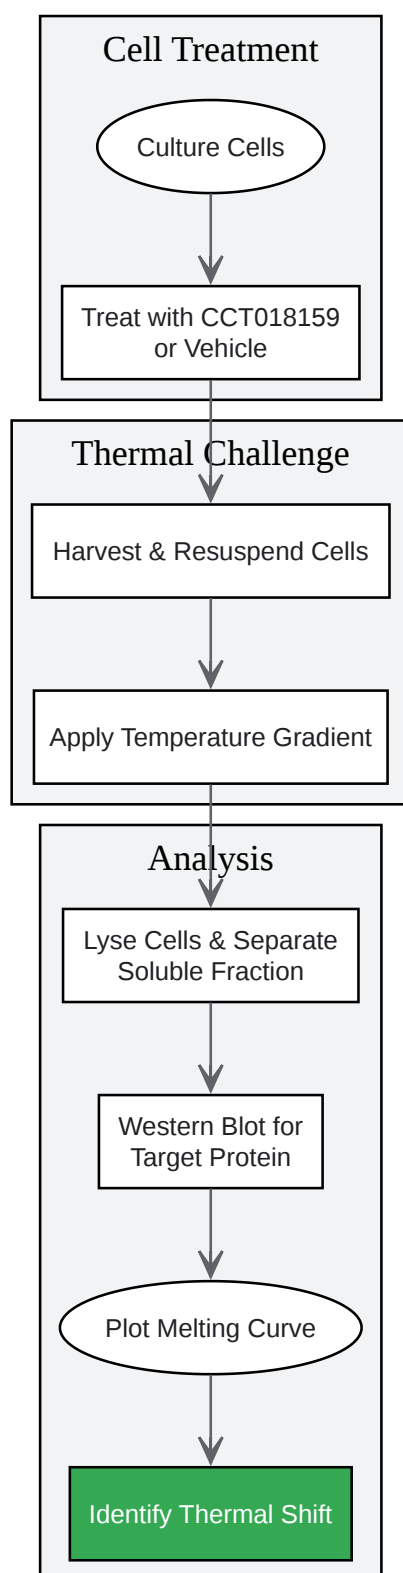 Cell Treatment
Culture Cells
Treat with CCT018159
or Vehicle
Thermal Challenge
Harvest & Resuspend Cells
Apply Temperature Gradient
Analysis
Lyse Cells & Separate
Soluble Fraction
Western Blot for
Target Protein
Plot Melting Curve
Identify Thermal Shift